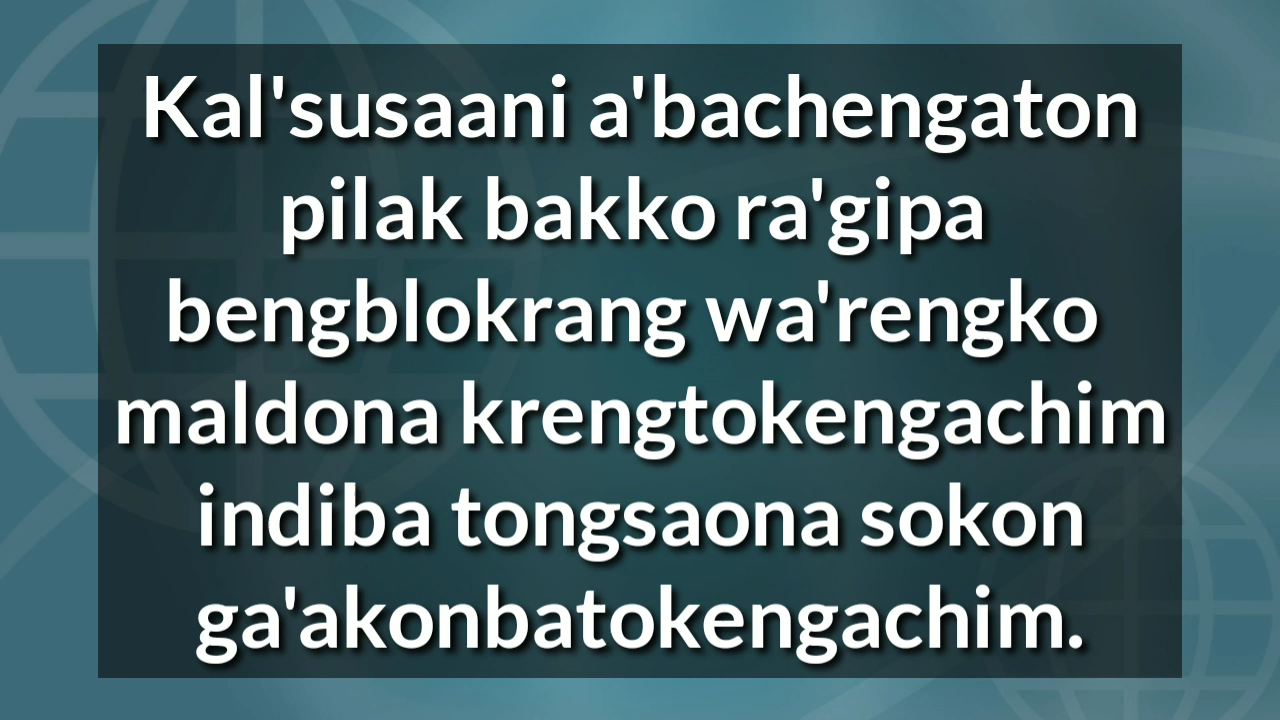 Kal'susaani a'bachengaton
pilak bakko ra'gipa
bengblokrang wa'rengko
maldona krengtokengachim
indiba tongsaona sokon
ga'akonbatokengachim.